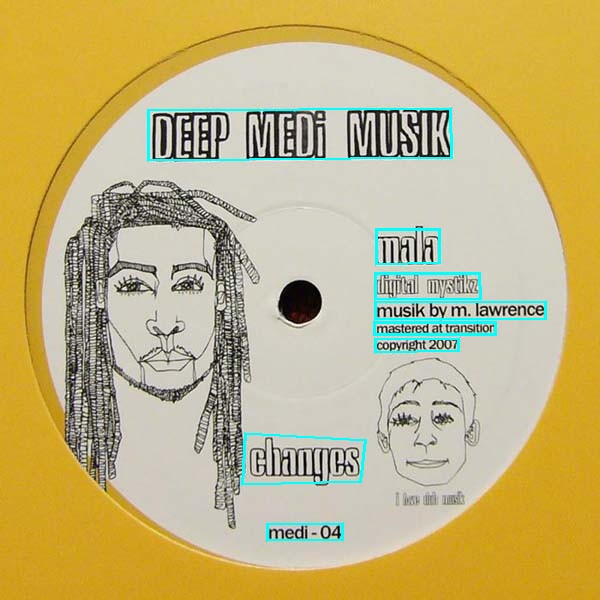 DEEP MEDi MUSIK
mala
digital mystikz
musik by m. lawrence
mastered at transition
copyright 2007
changes
i love dub musik
medi - 04